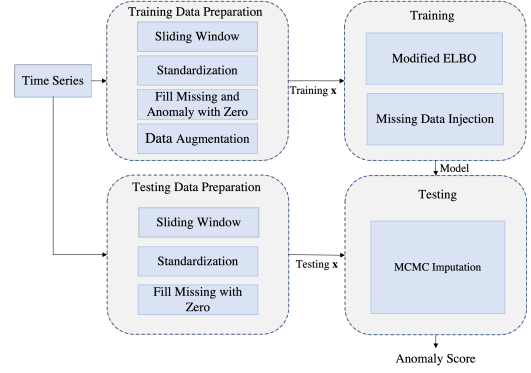 Training Data Preparation
Sliding Window
Standardization
Fill Missing and
Anomaly with Zero
Data Augmentation
Time Series
Training x
Training
Modified ELBO
Missing Data Injection
Model
Testing Data Preparation
Sliding Window
Standardization
Fill Missing with
Zero
Testing x
Testing
MCMC Imputation
Anomaly Score